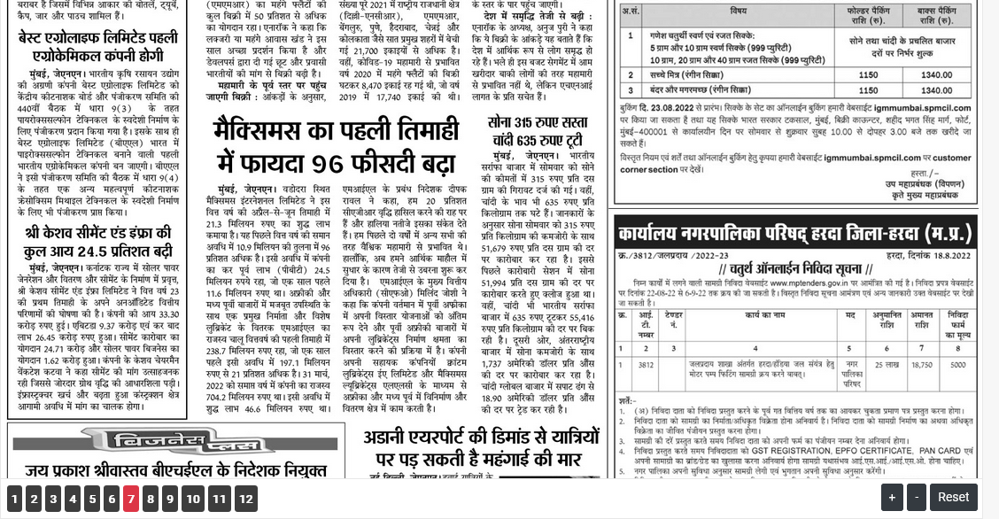 बराबर है जिसमें विभिन्न आकार की बोतलें, ट्यूबें,
कैप, जार और पाउच शामिल हैं।
बेस्ट एग्रोलाइफ लिमिटेड पहली
एग्रोकेमिकल कंपनी होगी
मुंबई, जेएनएन। भारतीय कृषि रसायन उद्योग
की अग्रणी कंपनी बेस्ट एग्रोलाइफ लिमिटेड को
केंद्रीय कीटनाशक बोर्ड और पंजीकरण समिति की
440वीं बैठक में धारा 9(3) के तहत
पायरोक्ससल्फोन टेक्निकल के स्वदेशी निर्माण के
लिए पंजीकरण प्रदान किया गया है। इसके साथ ही
बेस्ट एग्रोलाइफ लिमिटेड (बीएएल) भारत में
पाइरोक्ससल्फोन टेक्निकल बनाने वाली पहली
भारतीय एग्रोकेमिकल कंपनी बन जाएगी। बीएएल
ने इसी पंजीकरण समिति की बैठक में धारा 9(4)
के तहत एक अन्य महत्वपूर्ण कीटनाशक
क्रेसोक्सिम मिथाइल टेक्निकल के स्वदेशी निर्माण
के लिए भी पंजीकरण प्राप्त किया।
श्री केशव सीमेंट एंड इंफ्रा की
कुल आय 24.5 प्रतिशत बढ़ी
मुंबई, जेएनएन। कर्नाटक राज्य में सोलर पावर
जेनरेशन और वितरण और सीमेंट के निर्माण में प्रवृत्त,
श्री केशव सीमेंट एंड इंफ्रा लिमिटेड ने वित्त वर्ष 23
की प्रथम तिमाही के अपने अनऑडिटेड वित्तीय
परिणामों की घोषणा की है। कंपनी की आय 33.30
करोड़ रुपए हुई। एबिटडा 9.37 करोड़ एवं कर बाद
लाभ 26.45 करोड़ रुपए हुआ। सीमेंट कारोबार का
योगदान 24.71 करोड़ और सोलर पावर बिजनेस का
योगदान 1.62 करोड़ हुआ। कंपनी के केशव चेयरमैन
वेंकटेश कटवा ने कहा सीमेंट की मांग उत्साहजनक
रही जिससे जोरदार ग्रोथ वृद्धि की आधारशिला पड़ी।
इंफ्रास्ट्रक्चर खर्च और बढ़ता हुआ कंस्ट्रक्शन क्षेत्र
आगामी अवधि में मांग का चालक होगा।
बिजनेस प्लस
जय प्रकाश श्रीवास्तव बीएचईएल के निदेशक नियुक्त
(एमएमआर) का महंगे फ्लैटों की
कुल बिक्री में 50 प्रतिशत से अधिक
का योगदान रहा। एनारॉक ने कहा कि
लक्जरी या महंगे आवास खंड ने इस
साल अच्छा प्रदर्शन किया है और
डेवलपर्स द्वारा दी गई छूट और प्रवासी
भारतीयों की मांग से बिक्री बढ़ी है।
महामारी के पूर्व स्तर पर पहुंच
जाएगी बिक्री : आंकड़ों के अनुसार,
संख्या पूरे 2021 में राष्ट्रीय राजधानी क्षेत्र
(दिल्ली-एनसीआर), एमएमआर,
बेंगलुरु, पुणे, हैदराबाद, चेन्नई और
कोलकाता जैसे सात प्रमुख शहरों में बेची
गई 21,700 इकाइयों से अधिक है।
वहीं, कोविड-19 महामारी से प्रभावित
वर्ष 2020 में महंगे फ्लैटों की बिक्री
घटकर 8,470 इकाई रह गई थी, जो वर्ष
2019 में 17,740 इकाई की थी।
के स्तर के पार पहुंच जाएगी।
देश में समृद्धि तेजी से बढ़ी :
एनारॉक के अध्यक्ष, अनुज पुरी ने कहा
कि ये बिक्री के आंकड़े यह बताते हैं कि
देश में आर्थिक रूप से लोग समृद्ध हो
रहे हैं। भले ही इस बजट सेगमेंट में आम
खरीदार बाकी लोगों की तरह महामारी
से प्रभावित नहीं थे, लेकिन एचएनआई
लागत के प्रति सचेत हैं।
मैक्सिमस का पहली तिमाही
में फायदा 96 फीसदी बढ़ा
मुंबई, जेएनएन। वडोदरा स्थित
मैक्सिमस इंटरनेशनल लिमिटेड ने इस
वित्त वर्ष की अप्रैल-से-जून तिमाही में
21.3 मिलियन रुपए का शुद्ध लाभ
कमाया है। यह पिछले वित्त वर्ष की समान
अवधि में 10.9 मिलियन की तुलना में 96
प्रतिशत अधिक है। इसी अवधि में कंपनी
का कर पूर्व लाभ (पीबीटी) 24.5
मिलियन रुपये रहा, जो एक साल पहले
11.6 मिलियन रुपए था। अफ्रीका और
मध्य पूर्वी बाजारों में मजबूत उपस्थिति के
साथ एक प्रमुख निर्माता और विशेष
लुब्रिकेंट के वितरक एमआईएल का
राजस्व चालू वित्तवर्ष की पहली तिमाही में
238.7 मिलियन रुपए रहा, जो एक साल
पहले इसी अवधि में 197.1 मिलियन
रुपए से 21 प्रतिशत अधिक है। 31 मार्च,
2022 को समाप्त वर्ष में कंपनी का राजस्व
704.2 मिलियन रुपए था। इसी अवधि में
शुद्ध लाभ 46.6 मिलियन रुपए था।
एमआईएल के प्रबंध निदेशक दीपक
रावल ने कहा, हम 20 प्रतिशत
सीएजीआर वृद्धि हासिल करने की राह पर
हैं और हालिया नतीजे इसका संकेत देते
हैं। हम पिछले दो वर्षों में अन्य सभी की
तरह वैश्विक महामारी से प्रभावित थे।
हालाँकि, अब हमने आर्थिक माहौल में
सुधार के कारण तेजी से उबरना शुरू कर
दिया है। एमआईएल के मुख्य वित्तीय
अधिकारी (सीएफओ) मिलिंद जोशी ने
कहा कि कंपनी वर्तमान में पूर्वी अफ्रीका
में अपनी विस्तार योजनाओं को अंतिम
रूप देने और पूर्वी अफ्रीकी बाजारों में
अपनी लुब्रिकेंट्स निर्माण क्षमता का
विस्तार करने की प्रक्रिया में है। कंपनी
अपनी सहायक कंपनियों क्वांटम
लुब्रिकेंट्स ईए लिमिटेड और मैक्सिमस
ल्यूब्रिकेंट्स एलएलसी के माध्यम से
अफ्रीका और मध्य पूर्व में विनिर्माण और
वितरण क्षेत्र में काम करती है।
सोना 315 रुपए सस्ता
चांदी 635 रुपए टूटी
मुंबई, जेएनएन। भारतीय
सर्राफा बाजार में सोमवार को सोने
की कीमतों में 315 रुपए प्रति दस
ग्राम की गिरावट दर्ज की गई। वहीं,
चांदी के भाव भी 635 रुपए प्रति
किलोग्राम तक घटे हैं। जानकारों के
अनुसार सोना सोमवार को 315 रुपए
प्रति किलोग्राम की कमजोरी के साथ
51,679 रुपए प्रति दस ग्राम की दर
पर कारोबार कर रहा है। इससे
पिछले कारोबारी सेशन में सोना
51,994 प्रति दस ग्राम की दर पर
कारोबार करते हुए क्लोज हुआ था।
वहीं, चांदी भी भारतीय सर्राफा
बाजार में 635 रुपए टूटकर 55,416
रुपए प्रति किलोग्राम की दर पर बिक
रही है। दूसरी ओर, अंतरराष्ट्रीय
बाजार में सोना कमजोरी के साथ
1,737 अमेरिकी डॉलर प्रति औंस
की दर पर कारोबार कर रहा है।
चांदी ग्लोबल बाजार में सपाट ढंग से
18.90 अमेरिकी डॉलर प्रति औंस
की दर पर ट्रेड कर रही है।
अडानी एयरपोर्ट की डिमांड से यात्रियों
पर पड़ सकती है महंगाई की मार
अ.सं. विषय फोल्डर पैकिंग राशि (रु). बाक्स पैकिंग राशि (रु).
1 गणेश चतुर्थी स्वर्ण एवं रजत सिक्के:
5 ग्राम और 10 ग्राम स्वर्ण सिक्के (999 प्युरिटी)
10 ग्राम, 20 ग्राम और 40 ग्राम रजत सिक्के (999 प्युरिटी)
सोने तथा चांदी के प्रचलित बाजार
दरों पर निर्भर शुल्क
2 सच्चे मित्र (रंगीन सिक्का) 1150 1340.00
3 बंदर और मगरमच्छ (रंगीन सिक्का) 1150 1340.00
बुकिंग दि. 23.08.2022 से प्रारंभ। सिक्के के सेट का ऑनलाईन बुकिंग हमारी वेबसाईट igmmumbai.spmcil.com
पर किया जा सकता है तथा यह सिक्के भारत सरकार टकसाल, मुंबई, बिक्री काऊन्टर, शहीद भगत सिंह मार्ग, फोर्ट,
मुंबई-400001 से कार्यालयीन दिन पर सोमवार से शुक्रवार सुबह 10.00 से दोपहर 3.00 बजे तक खरीदे जा
सकते हैं।
विस्तृत नियम एवं शर्ते तथा ऑनलाईन बुकिंग हेतु कृपया हमारी वेबसाईट igmmumbai.spmcil.com पर customer
corner section पर देखें।
हस्ता./-
उप महाप्रबंधक (विपणन)
कृते मुख्य महाप्रबंधक
कार्यालय नगरपालिका परिषद् हरदा जिला-हरदा (म.प्र.)
क्र./3812/जलप्रदाय /2022-23 हरदा, दिनांक 18.8.2022
// चतुर्थ ऑनलाईन निविदा सूचना //
निम्न कार्यो में लगने वाली सामाग्री निविदा वेबसाईट www.mptenders.gov.in पर आमंत्रित की गई है। निविदा प्रपत्र वेबसाईट
पर दिनांक 22-08-22 से 6-9-22 तक क्रय की जा सकती है। विस्तृत निविदा सूचना आमंत्रण एवं अन्य जानकारी उक्त वेबसाईट पर देखी
जा सकती है।
क्र. आई. टी. नम्बर टेण्डर नं. कार्य का नाम मद अनुमानित राशि अमानत राशि निविदा फार्म का मूल्य
1 2 3 4 5 6 7 8
1 3812 जलप्रदाय शाखा अंतर्गत हरदा/हंडिया जल संयंत्र हेतु मोटर पम्प फिटिंग सामाग्री क्रय करने बाबत्। नगर पालिका परिषद 25 लाख 18,750 5000
शर्ते:-
1. (अ) निविदा दाता को निविदा प्रस्तुत करने के पूर्व गत वित्तिय वर्ष तक का आयकर चुकता प्रमाण पत्र प्रस्तुत करना होगा।
2. निविदा दाता को सामाग्री का निर्माता/अधिकृत विक्रेता होना अनिवार्य है। निविदा दाता को सामाग्री निर्माण का अथवा अधिकृत
विक्रेता का जीवित पंजीयन प्रस्तुत करना होगा।
3. सामाग्री की दरें प्रस्तुत करते समय निविदा दाता को अपनी फर्म का पंजीयन नम्बर देना अनिवार्य होगा।
4. निविदा प्रस्तुत करते समय निविदादाता को GST REGISTRATION, EPFO CERTIFICATE, PAN CARD एवं
अपनी सामाग्री का ब्रांड/ग्रेड का खुलासा करना अनिवार्य होगा सामाग्री यथासंभव आई.एस.आई./आई.एस.ओ. होना चाहिए।
5. नगर पालिका अपनी सुविधा अनुसार सामाग्री लेगी एवं भुगतान अपनी सुविधा अनुसार करेगी।
1 2 3 4 5 6 7 8 9 10 11 12
+ - Reset